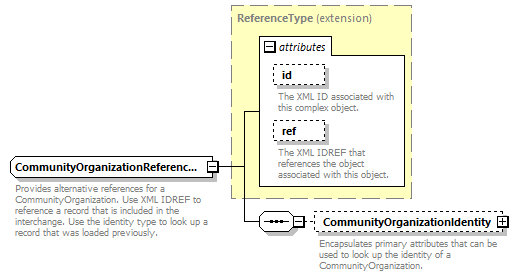 ReferenceType (extension)
attributes
id
The XML ID associated with
this complex object.
ref
The XML IDREF that
references the object
associated with this object.
CommunityOrganizationReferenc...
Provides alternative references for a
CommunityOrganization. Use XML IDREF to
reference a record that is included in the
interchange. Use the identity type to look up a
record that was loaded previously.
CommunityOrganizationIdentity
Encapsulates primary attributes that can be
used to look up the identity of a
CommunityOrganization.